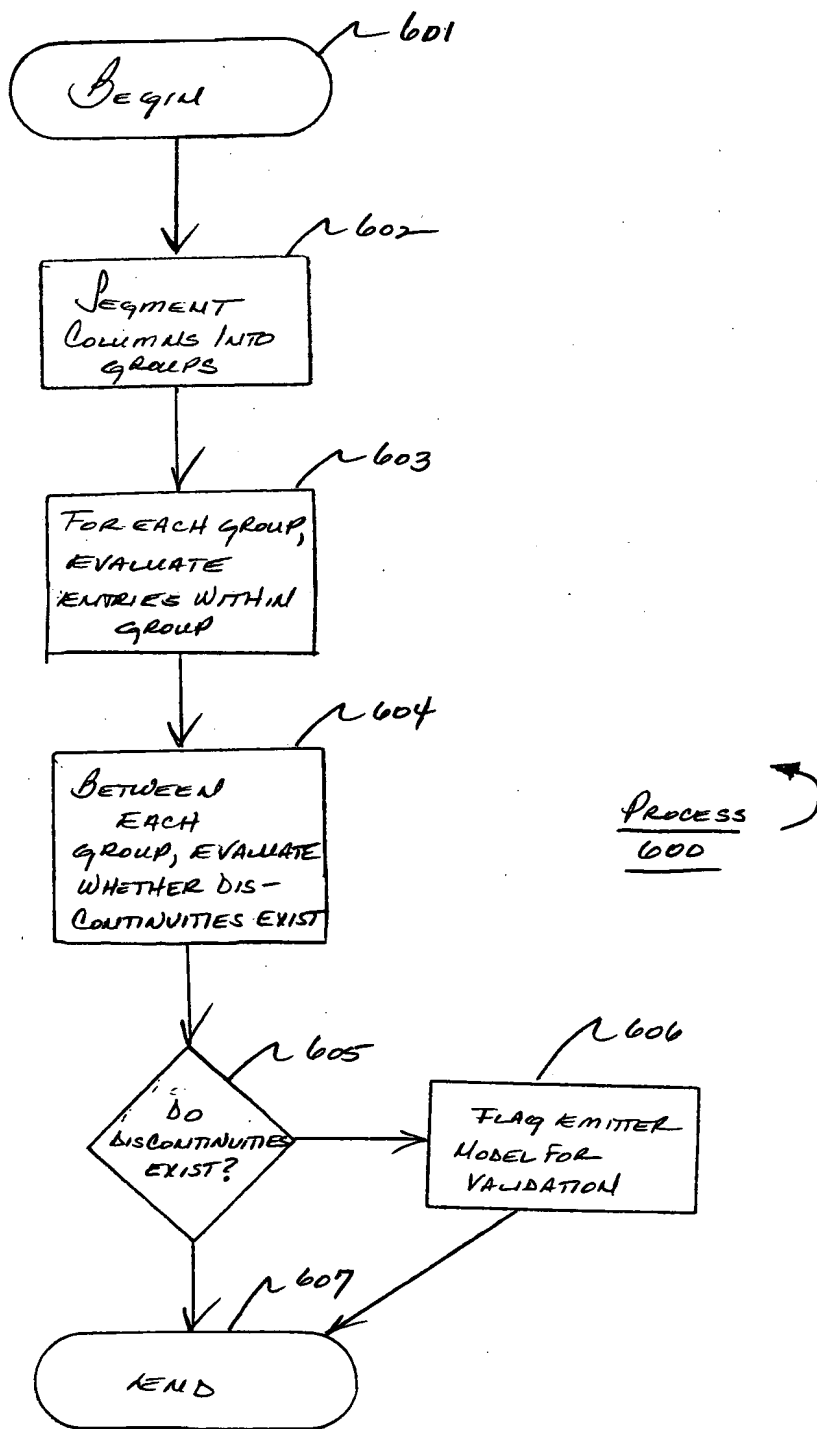 601
Begin
602
Segment
Columns Into
Groups
603
For each group,
evaluate
entries within
group
604
Between
Each
group, evaluate
whether dis-
continuities exist
Process
600
605
Do
discontinuities
exist?
606
Flag emitter
model for
validation
607
End